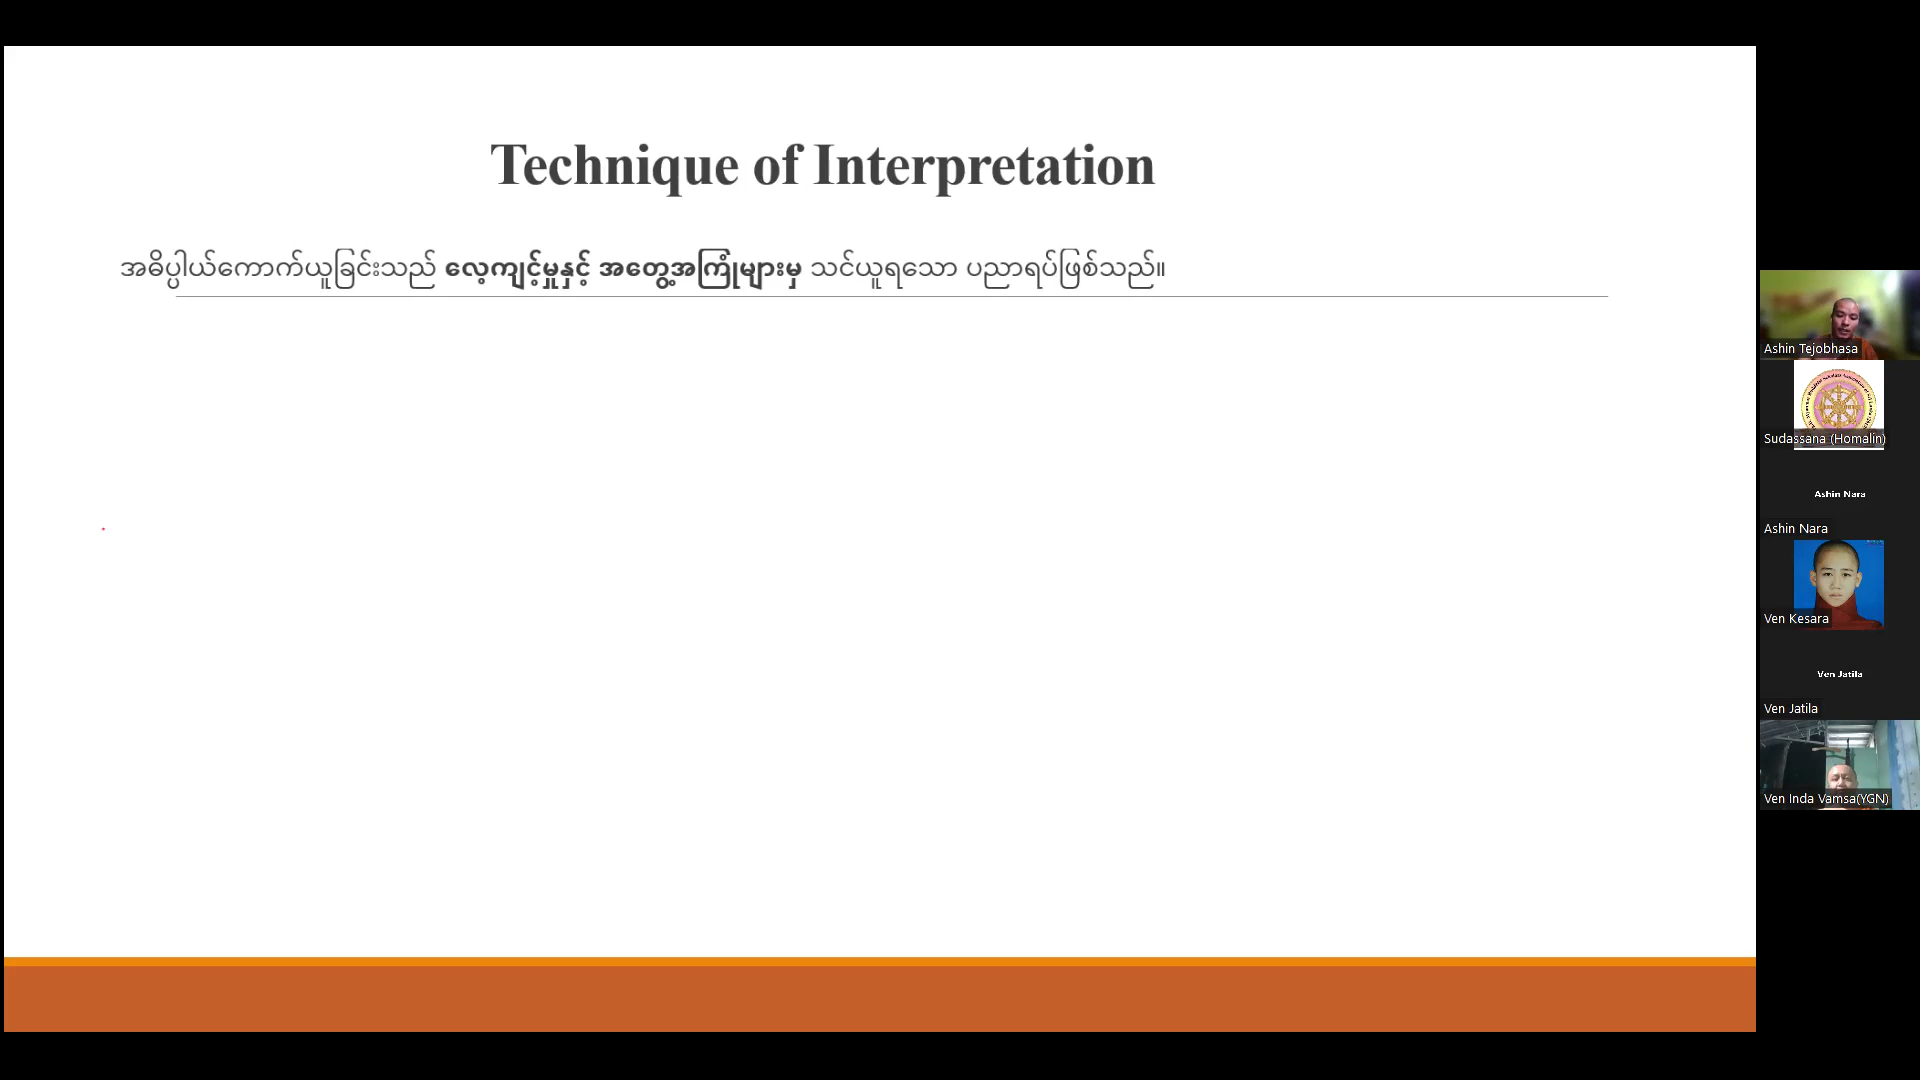 Technique of Interpretation
အဓိပ္ပါယ်ကောက်ယူခြင်းသည် လေ့ကျင့်မှုနှင့် အတွေ့အကြုံများမှ သင်ယူရသော ပညာရပ်ဖြစ်သည်။
Ashin Tejobhasa
Sudassana (Homalin)
Ashin Nara
Ashin Nara
Ven Kesara
Ven Jatila
Ven Jatila
Ven Inda Vamsa(YGN)